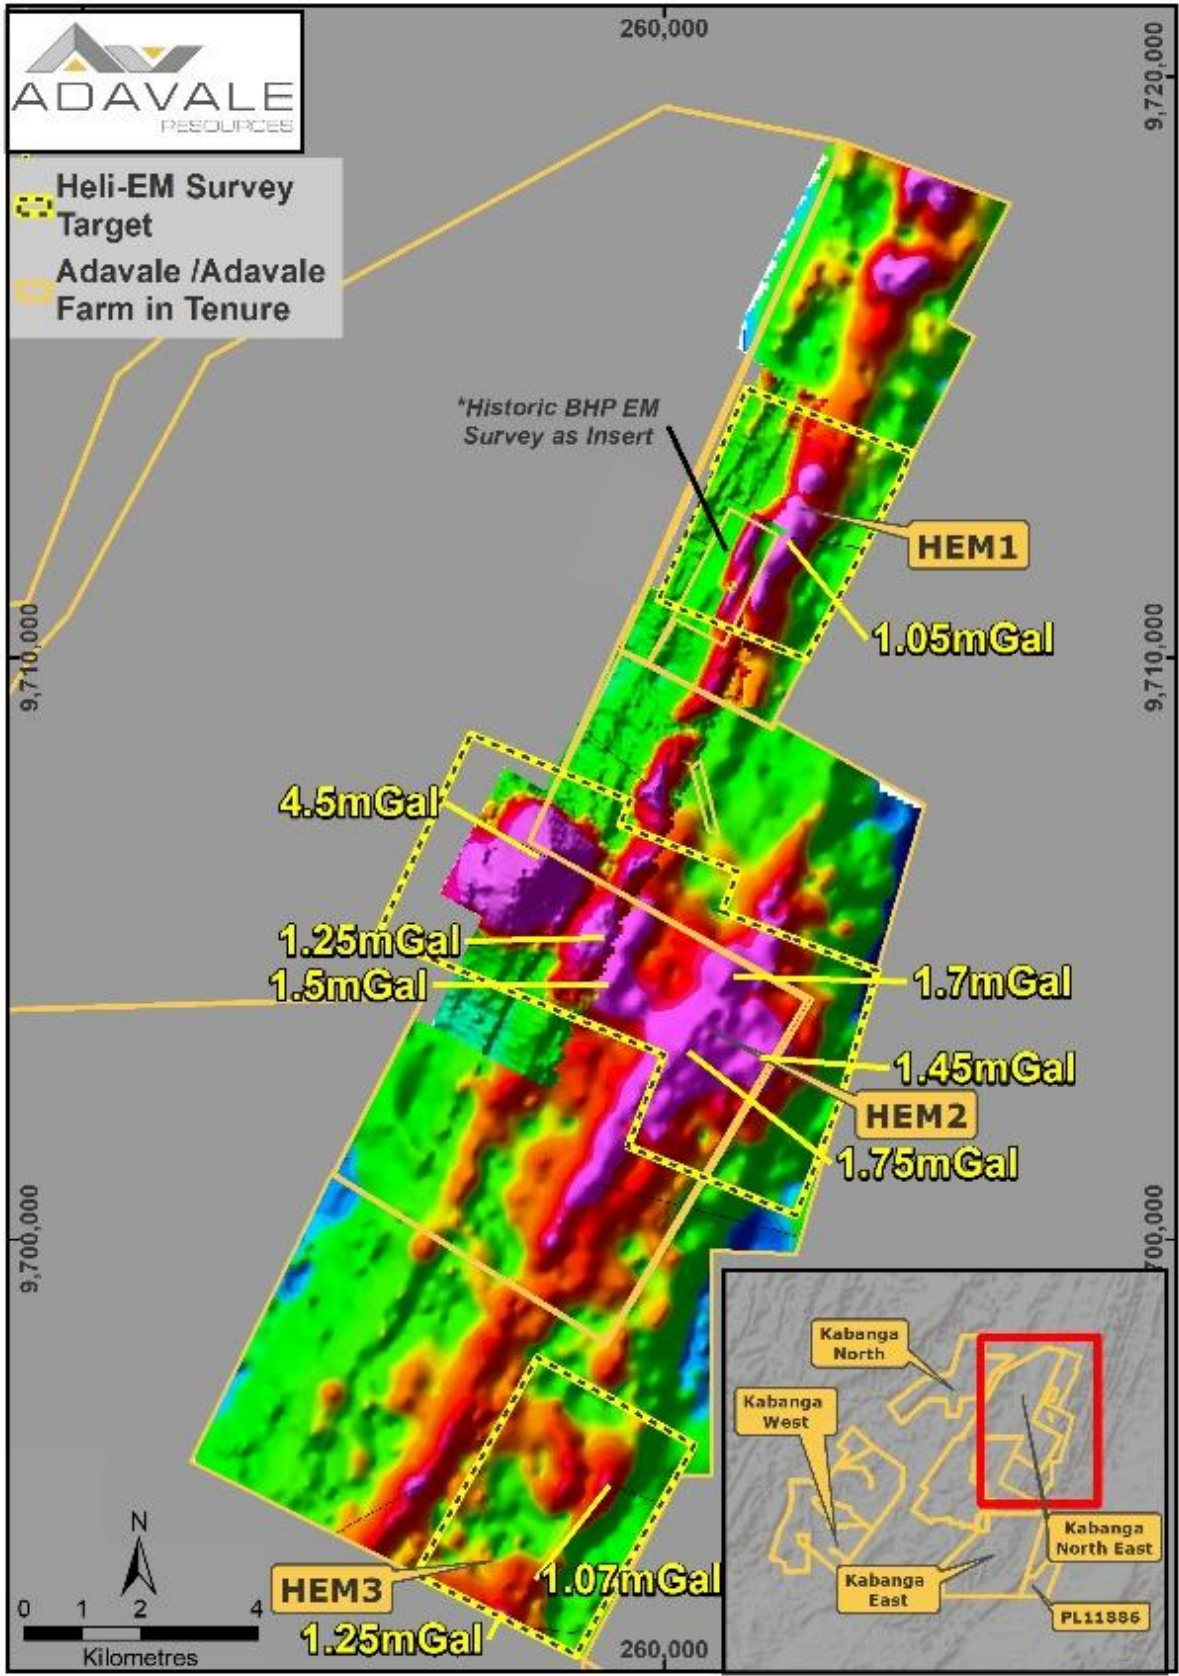 260,000
9,720,000
ADAVALE
RESOURCES
Heli-EM Survey
Target
Adavale /Adavale
Farm in Tenure
*Historic BHP EM
Survey as Insert
HEM1
1.05mGal
9,710,000
9,710,000
4.5mGal
1.25mGal
1.5mGal
1.7mGal
1.45mGal
HEM2
1.75mGal
9,700,000
700,000
Kabanga
North
Kabanga
West
Kabanga
North East
Kabanga
East
PL11886
N
HEM3
1.07mGal
1.25mGal
0 1 2 4
Kilometres
260,000